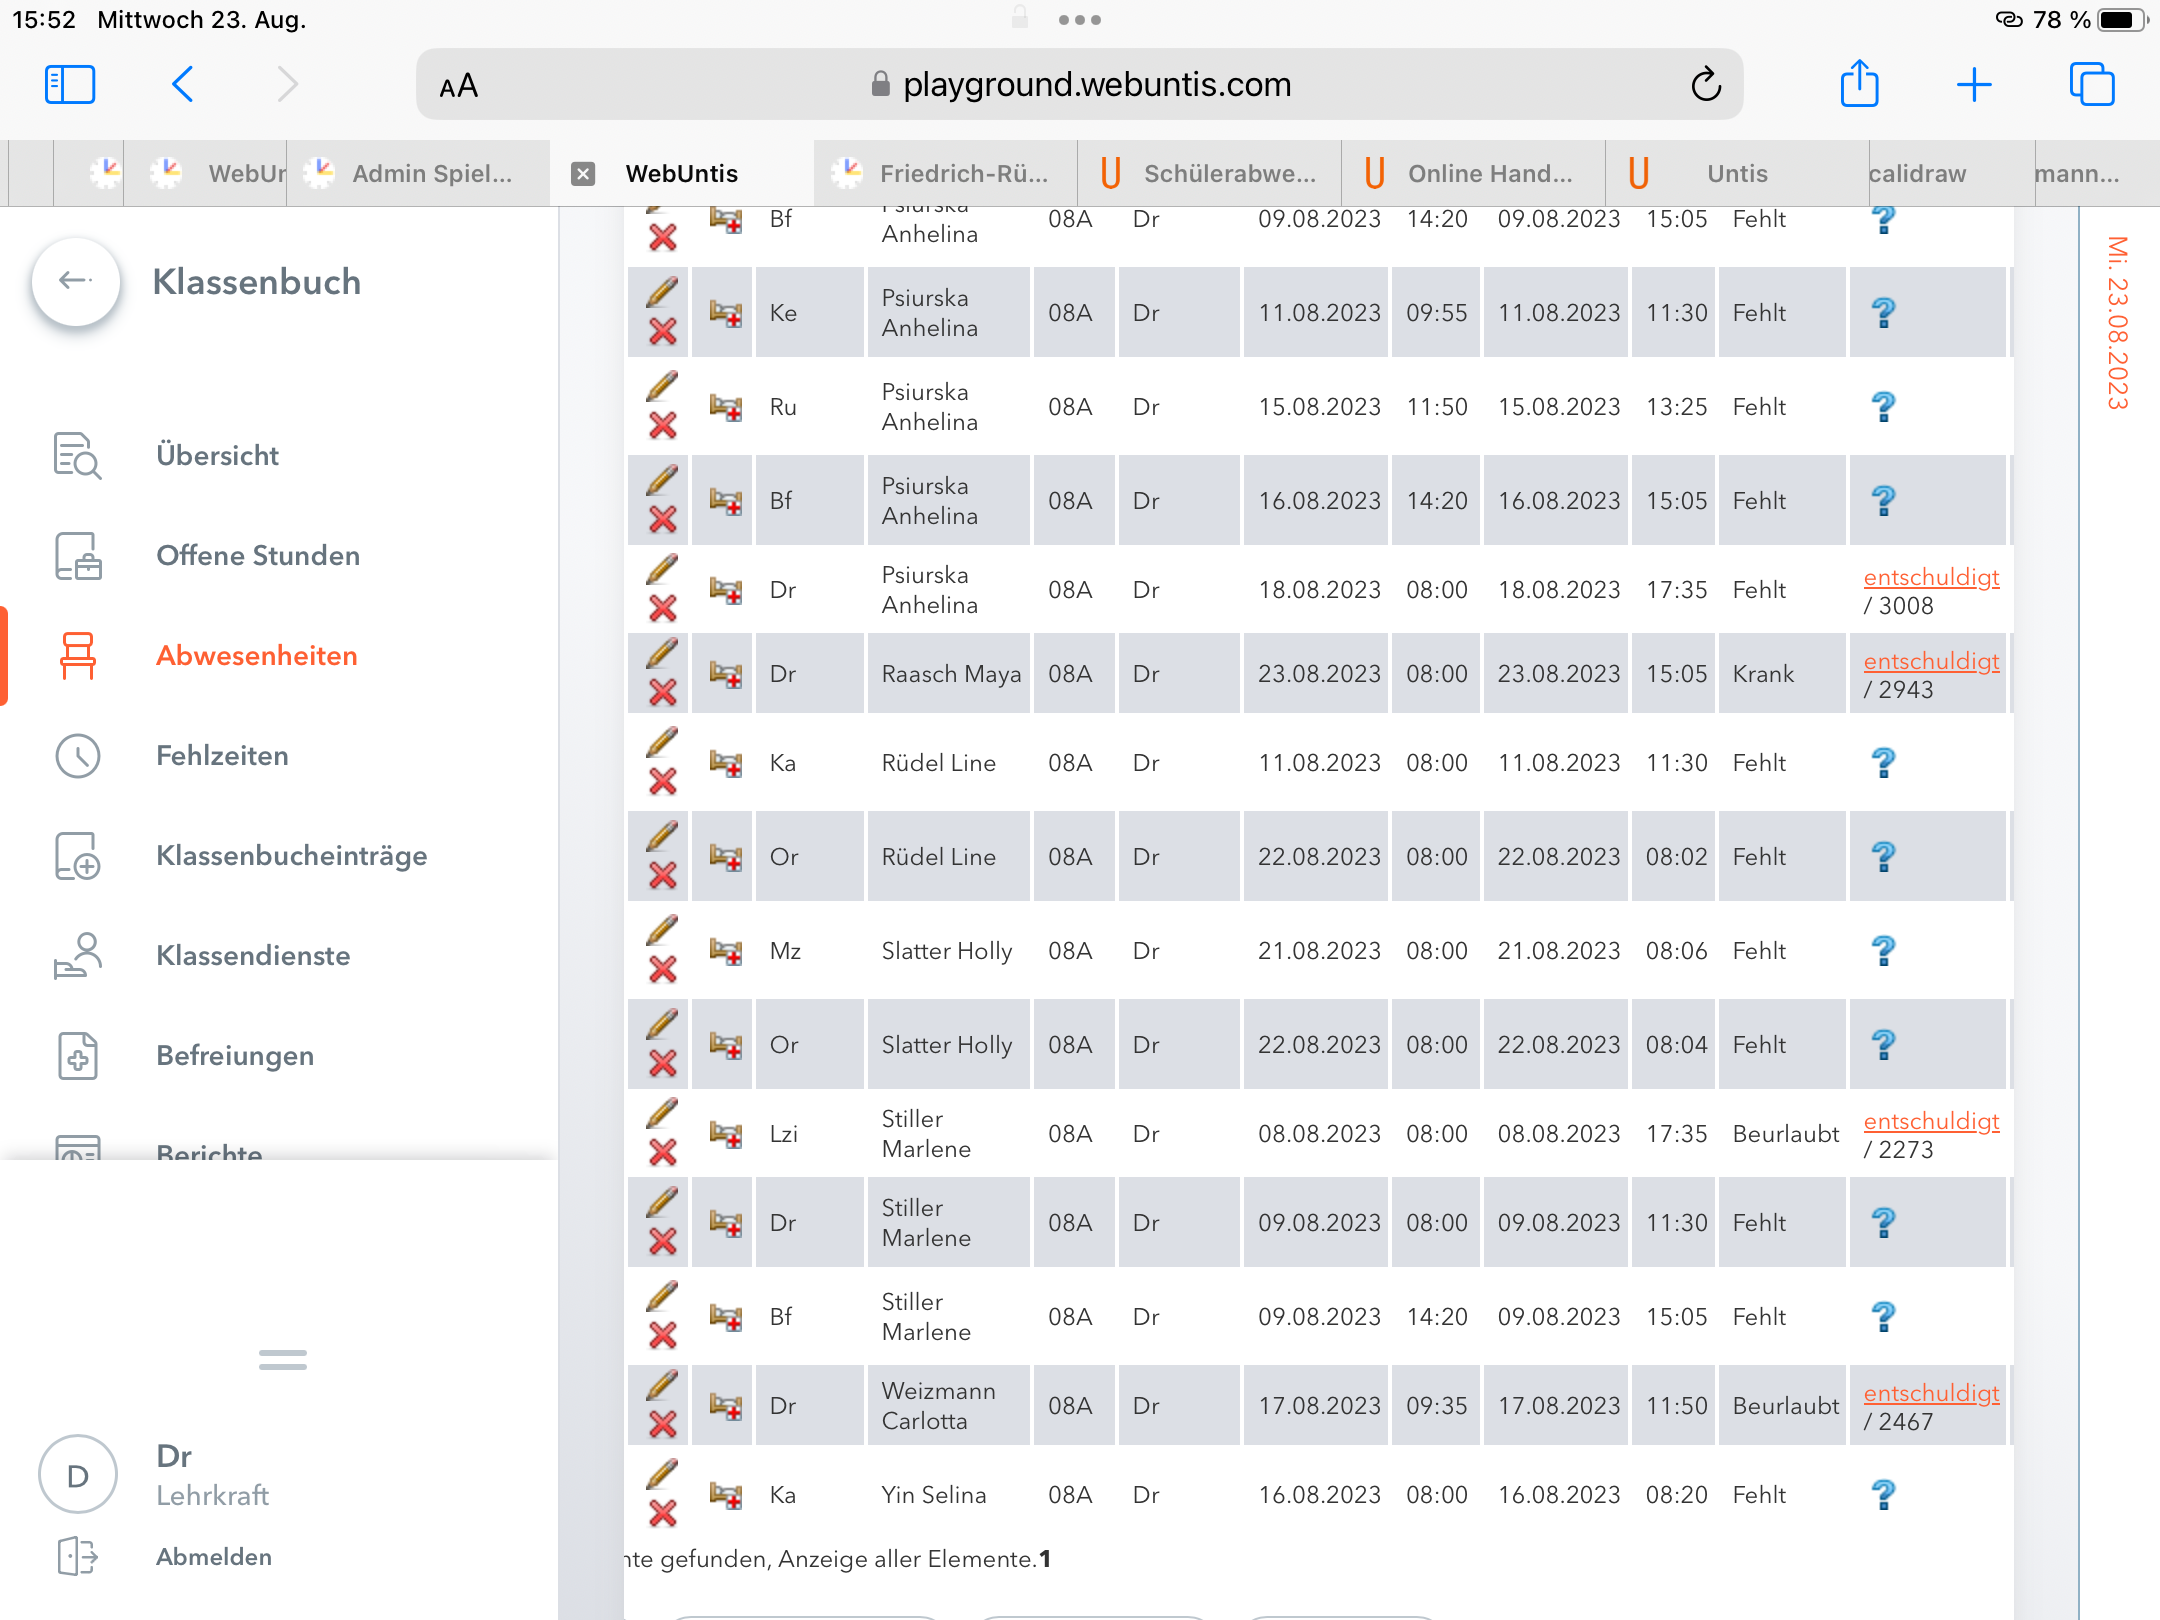 15:52 Mittwoch 23. Aug.
78 %
AA
playground.webuntis.com
WebUr
Admin Spiel...
WebUntis
Friedrich-Rü...
Schülerabwe...
Online Hand...
Untis
calidraw
mann...
Klassenbuch
Übersicht
Offene Stunden
Abwesenheiten
Fehlzeiten
Klassenbucheinträge
Klassendienste
Befreiungen
Berichte
D
Dr
Lehrkraft
Abmelden
Bf Psiurska Anhelina 08A Dr 09.08.2023 14:20 09.08.2023 15:05 Fehlt ?
Ke Psiurska Anhelina 08A Dr 11.08.2023 09:55 11.08.2023 11:30 Fehlt ?
Ru Psiurska Anhelina 08A Dr 15.08.2023 11:50 15.08.2023 13:25 Fehlt ?
Bf Psiurska Anhelina 08A Dr 16.08.2023 14:20 16.08.2023 15:05 Fehlt ?
Dr Psiurska Anhelina 08A Dr 18.08.2023 08:00 18.08.2023 17:35 Fehlt entschuldigt / 3008
Dr Raasch Maya 08A Dr 23.08.2023 08:00 23.08.2023 15:05 Krank entschuldigt / 2943
Ka Rüdel Line 08A Dr 11.08.2023 08:00 11.08.2023 11:30 Fehlt ?
Or Rüdel Line 08A Dr 22.08.2023 08:00 22.08.2023 08:02 Fehlt ?
Mz Slatter Holly 08A Dr 21.08.2023 08:00 21.08.2023 08:06 Fehlt ?
Or Slatter Holly 08A Dr 22.08.2023 08:00 22.08.2023 08:04 Fehlt ?
Lzi Stiller Marlene 08A Dr 08.08.2023 08:00 08.08.2023 17:35 Beurlaubt entschuldigt / 2273
Dr Stiller Marlene 08A Dr 09.08.2023 08:00 09.08.2023 11:30 Fehlt ?
Bf Stiller Marlene 08A Dr 09.08.2023 14:20 09.08.2023 15:05 Fehlt ?
Dr Weizmann Carlotta 08A Dr 17.08.2023 09:35 17.08.2023 11:50 Beurlaubt entschuldigt / 2467
Ka Yin Selina 08A Dr 16.08.2023 08:00 16.08.2023 08:20 Fehlt ?
nte gefunden, Anzeige aller Elemente.1
Mi. 23.08.2023